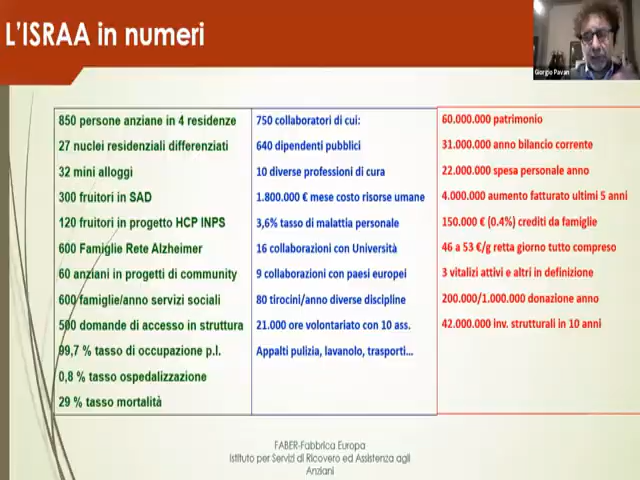 L'ISRAA in numeri
Giorgio Pavan
850 persone anziane in 4 residenze
27 nuclei residenziali differenziati
32 mini alloggi
300 fruitori in SAD
120 fruitori in progetto HCP INPS
600 Famiglie Rete Alzheimer
60 anziani in progetti di community
600 famiglie/anno servizi sociali
500 domande di accesso in struttura
99,7 % tasso di occupazione p.l.
0,8 % tasso ospedalizzazione
29 % tasso mortalità
750 collaboratori di cui:
640 dipendenti pubblici
10 diverse professioni di cura
1.800.000 € mese costo risorse umane
3,6% tasso di malattia personale
16 collaborazioni con Università
9 collaborazioni con paesi europei
80 tirocini/anno diverse discipline
21.000 ore volontariato con 10 ass.
Appalti pulizia, lavanolo, trasporti...
60.000.000 patrimonio
31.000.000 anno bilancio corrente
22.000.000 spesa personale anno
4.000.000 aumento fatturato ultimi 5 anni
150.000 € (0.4%) crediti da famiglie
46 a 53 €/g retta giorno tutto compreso
3 vitalizi attivi e altri in definizione
200.000/1.000.000 donazione anno
42.000.000 inv. strutturali in 10 anni
FABER-Fabbrica Europa
Istituto per Servizi di Ricovero ed Assistenza agli
Anziani